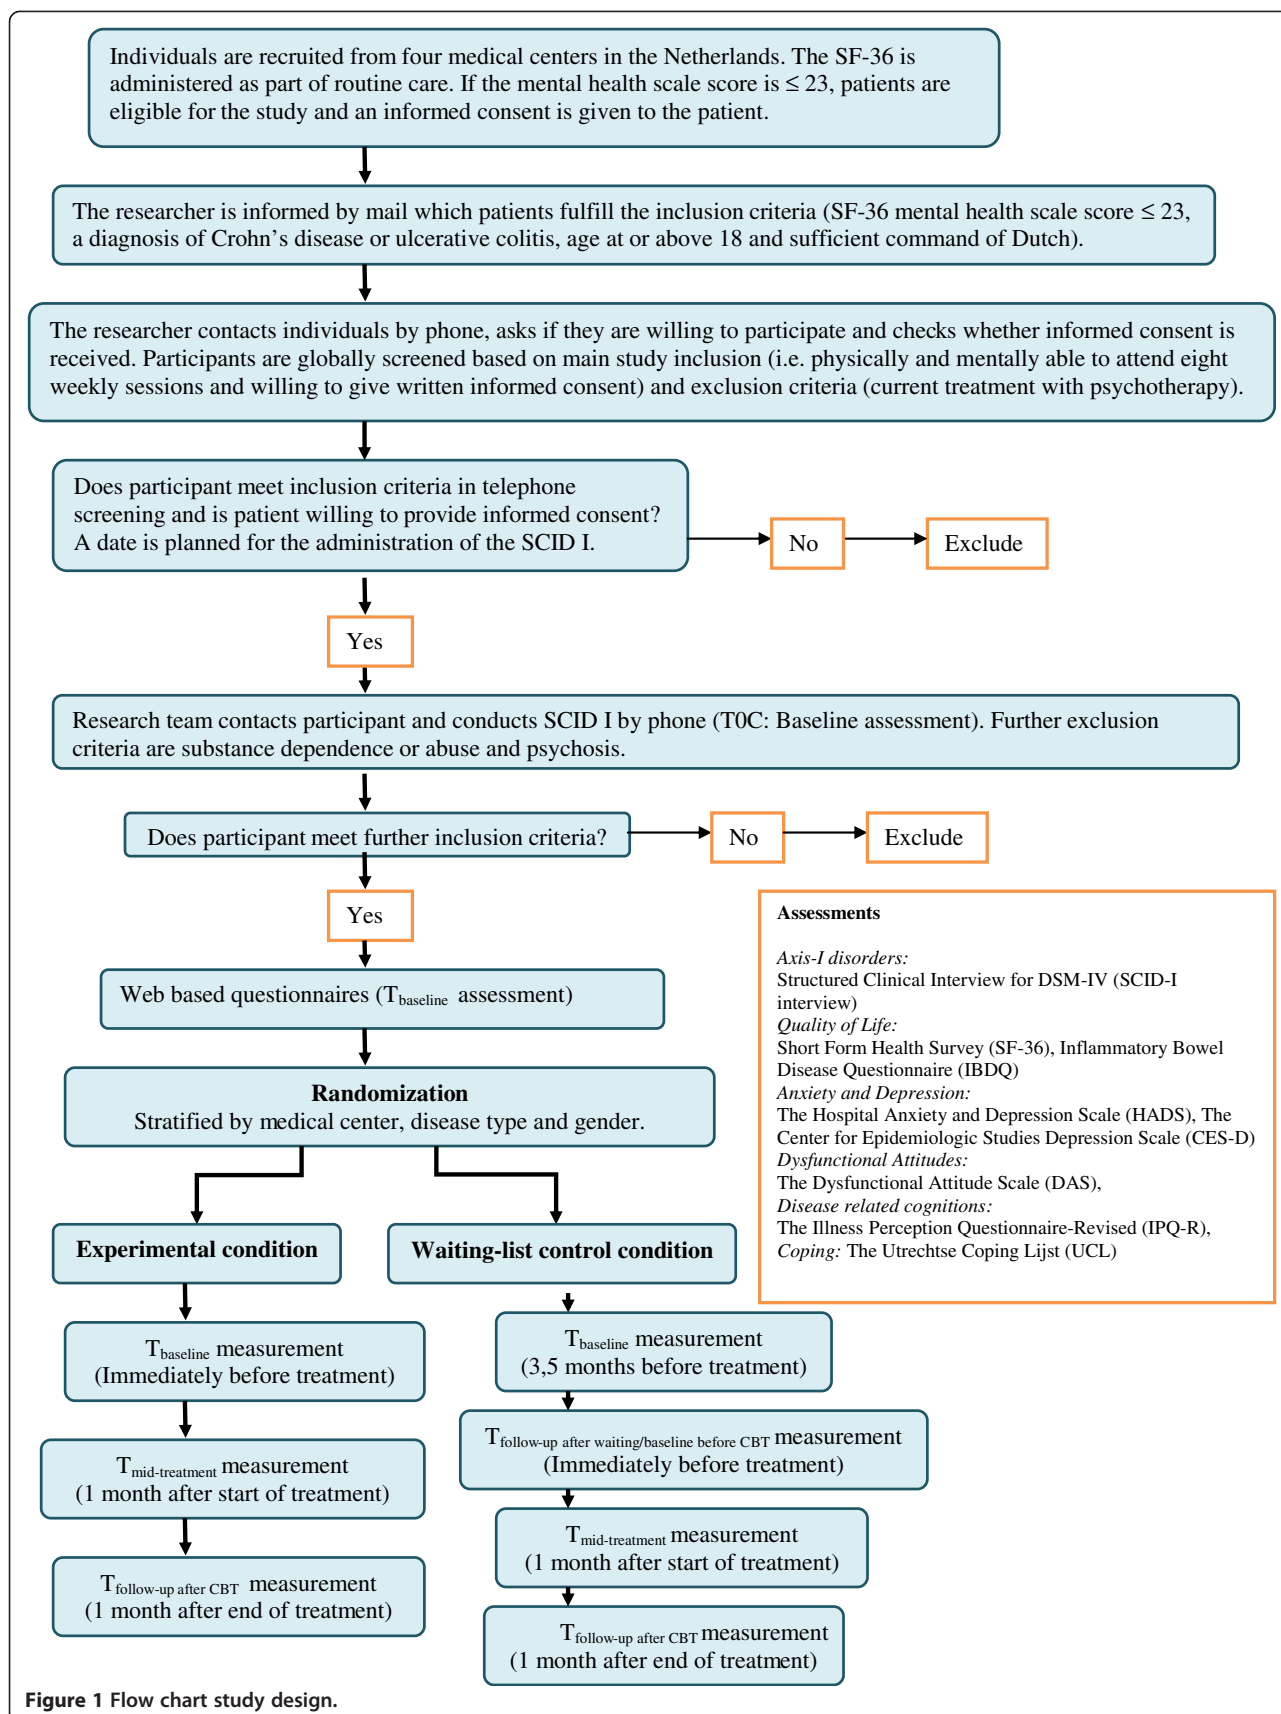 Individuals are recruited from four medical centers in the Netherlands. The SF-36 is
administered as part of routine care. If the mental health scale score is ≤ 23, patients are
eligible for the study and an informed consent is given to the patient.
The researcher is informed by mail which patients fulfill the inclusion criteria (SF-36 mental health scale score ≤ 23,
a diagnosis of Crohn's disease or ulcerative colitis, age at or above 18 and sufficient command of Dutch).
The researcher contacts individuals by phone, asks if they are willing to participate and checks whether informed consent is
received. Participants are globally screened based on main study inclusion (i.e. physically and mentally able to attend eight
weekly sessions and willing to give written informed consent) and exclusion criteria (current treatment with psychotherapy).
Does participant meet inclusion criteria in telephone
screening and is patient willing to provide informed consent?
A date is planned for the administration of the SCID I.
No
Exclude
Yes
Research team contacts participant and conducts SCID I by phone (T0C: Baseline assessment). Further exclusion
criteria are substance dependence or abuse and psychosis.
Does participant meet further inclusion criteria?
No
Exclude
Yes
Web based questionnaires (Tbaseline assessment)
Randomization
Stratified by medical center, disease type and gender.
Assessments
Axis-I disorders:
Structured Clinical Interview for DSM-IV (SCID-I
interview)
Quality of Life:
Short Form Health Survey (SF-36), Inflammatory Bowel
Disease Questionnaire (IBDQ)
Anxiety and Depression:
The Hospital Anxiety and Depression Scale (HADS), The
Center for Epidemiologic Studies Depression Scale (CES-D)
Dysfunctional Attitudes:
The Dysfunctional Attitude Scale (DAS),
Disease related cognitions:
The Illness Perception Questionnaire-Revised (IPQ-R),
Coping: The Utrechtse Coping Lijst (UCL)
Experimental condition
Tbaseline measurement
(Immediately before treatment)
Tmid-treatment measurement
(1 month after start of treatment)
Tfollow-up after CBT measurement
(1 month after end of treatment)
Waiting-list control condition
Tbaseline measurement
(3,5 months before treatment)
Tfollow-up after waiting/baseline before CBT measurement
(Immediately before treatment)
Tmid-treatment measurement
(1 month after start of treatment)
Tfollow-up after CBT measurement
(1 month after end of treatment)
Figure 1 Flow chart study design.